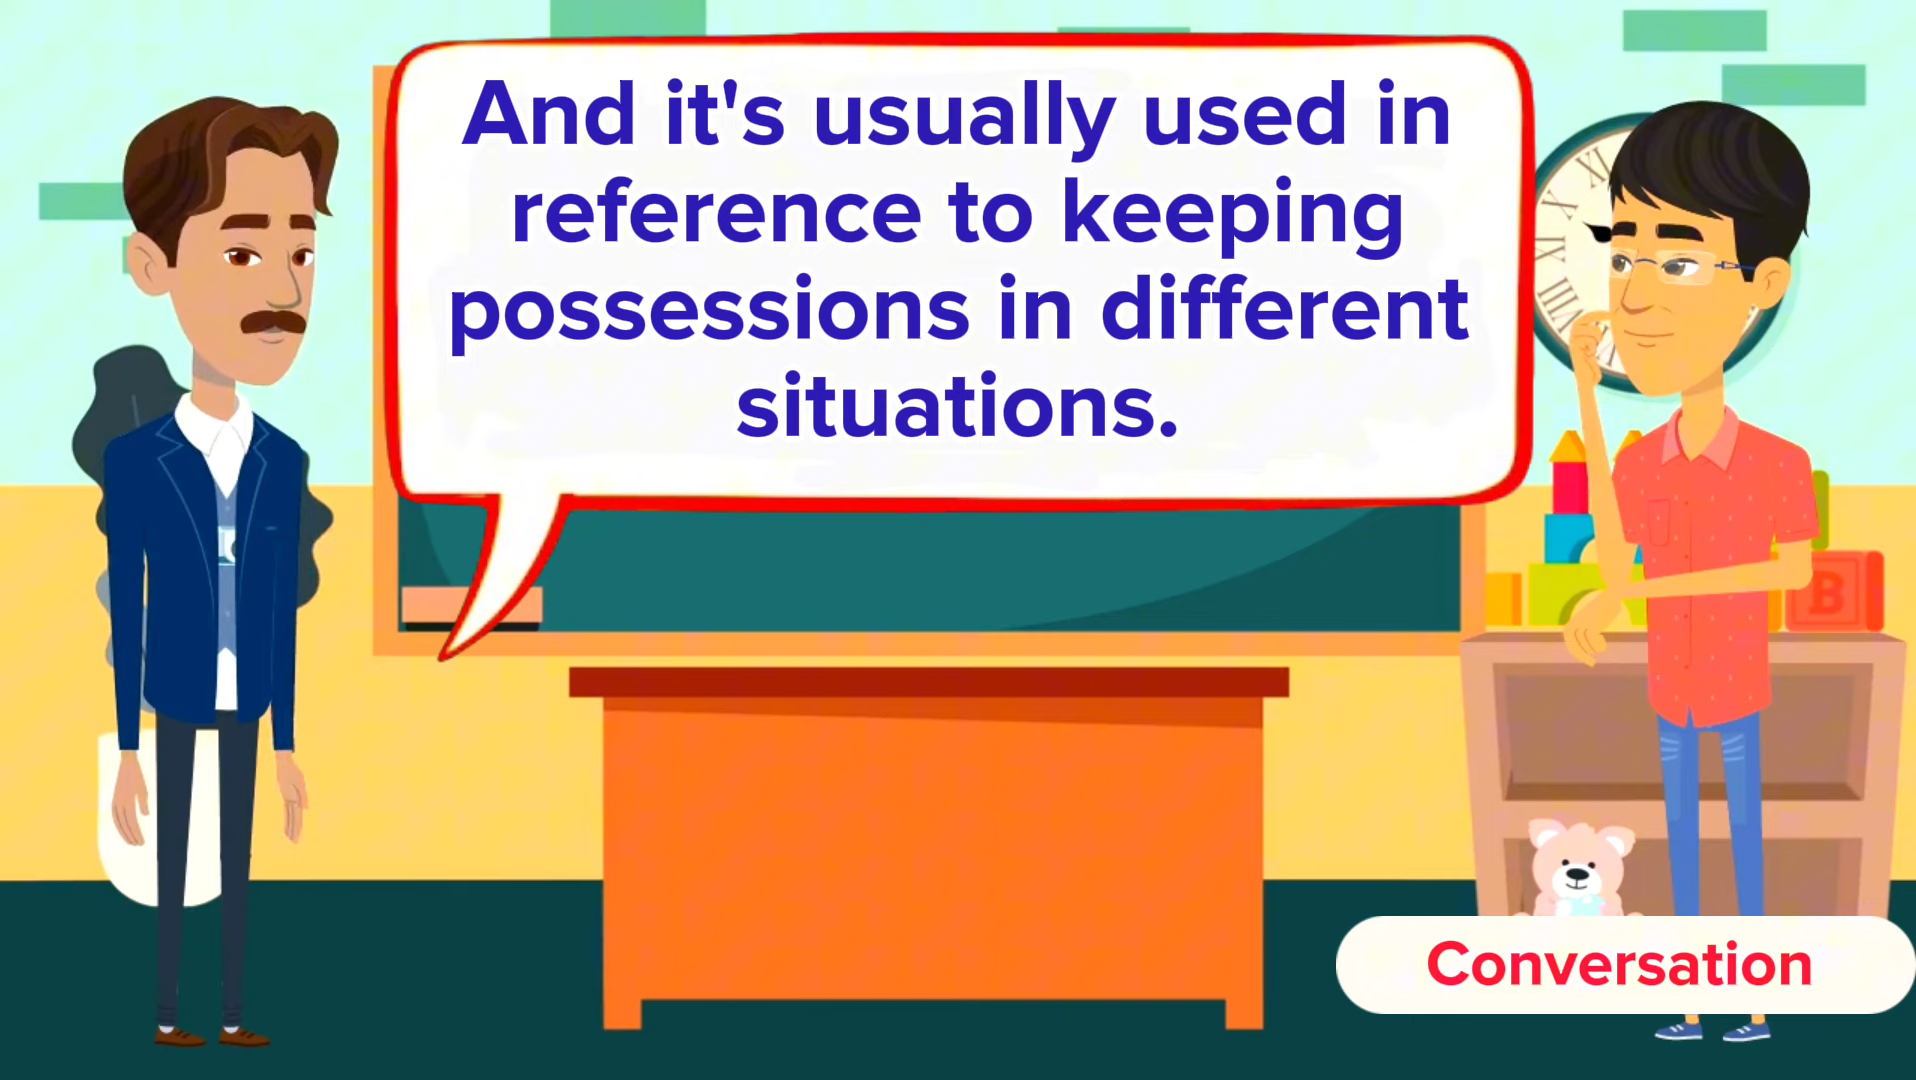 And it's usually used in
reference to keeping
possessions in different
situations.
B
Conversation